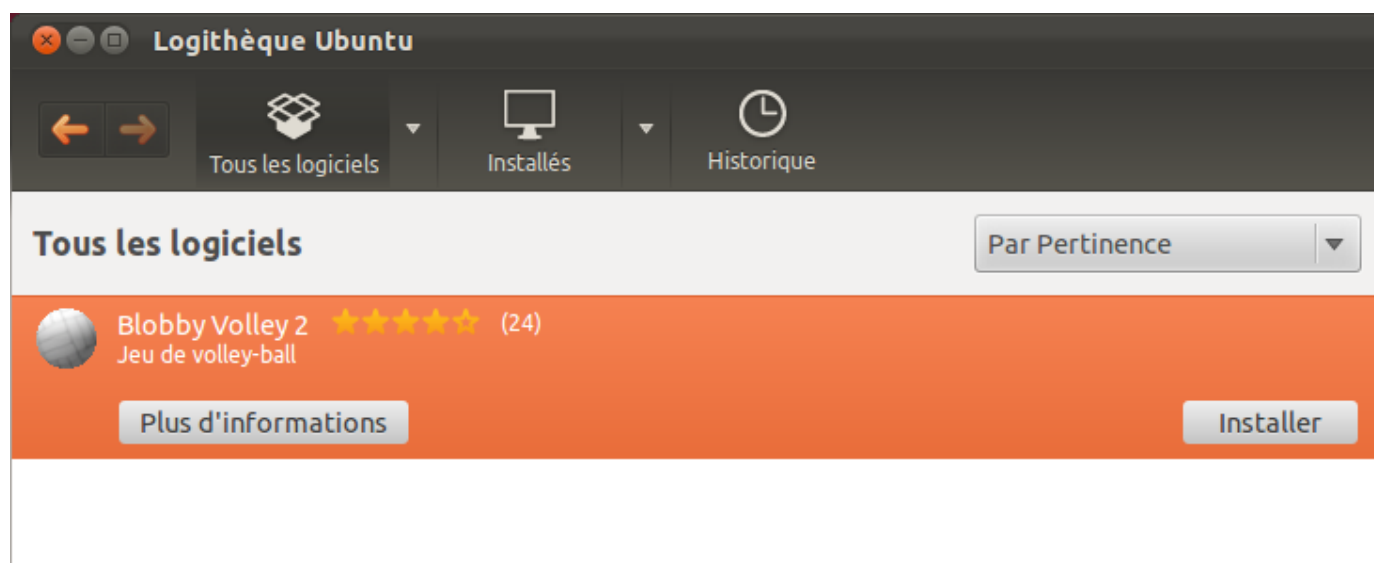 Logithèque Ubuntu
Tous les logiciels
Installés
Historique
Tous les logiciels
Par Pertinence
Blobby Volley 2 (24)
Jeu de volley-ball
Plus d'informations
Installer